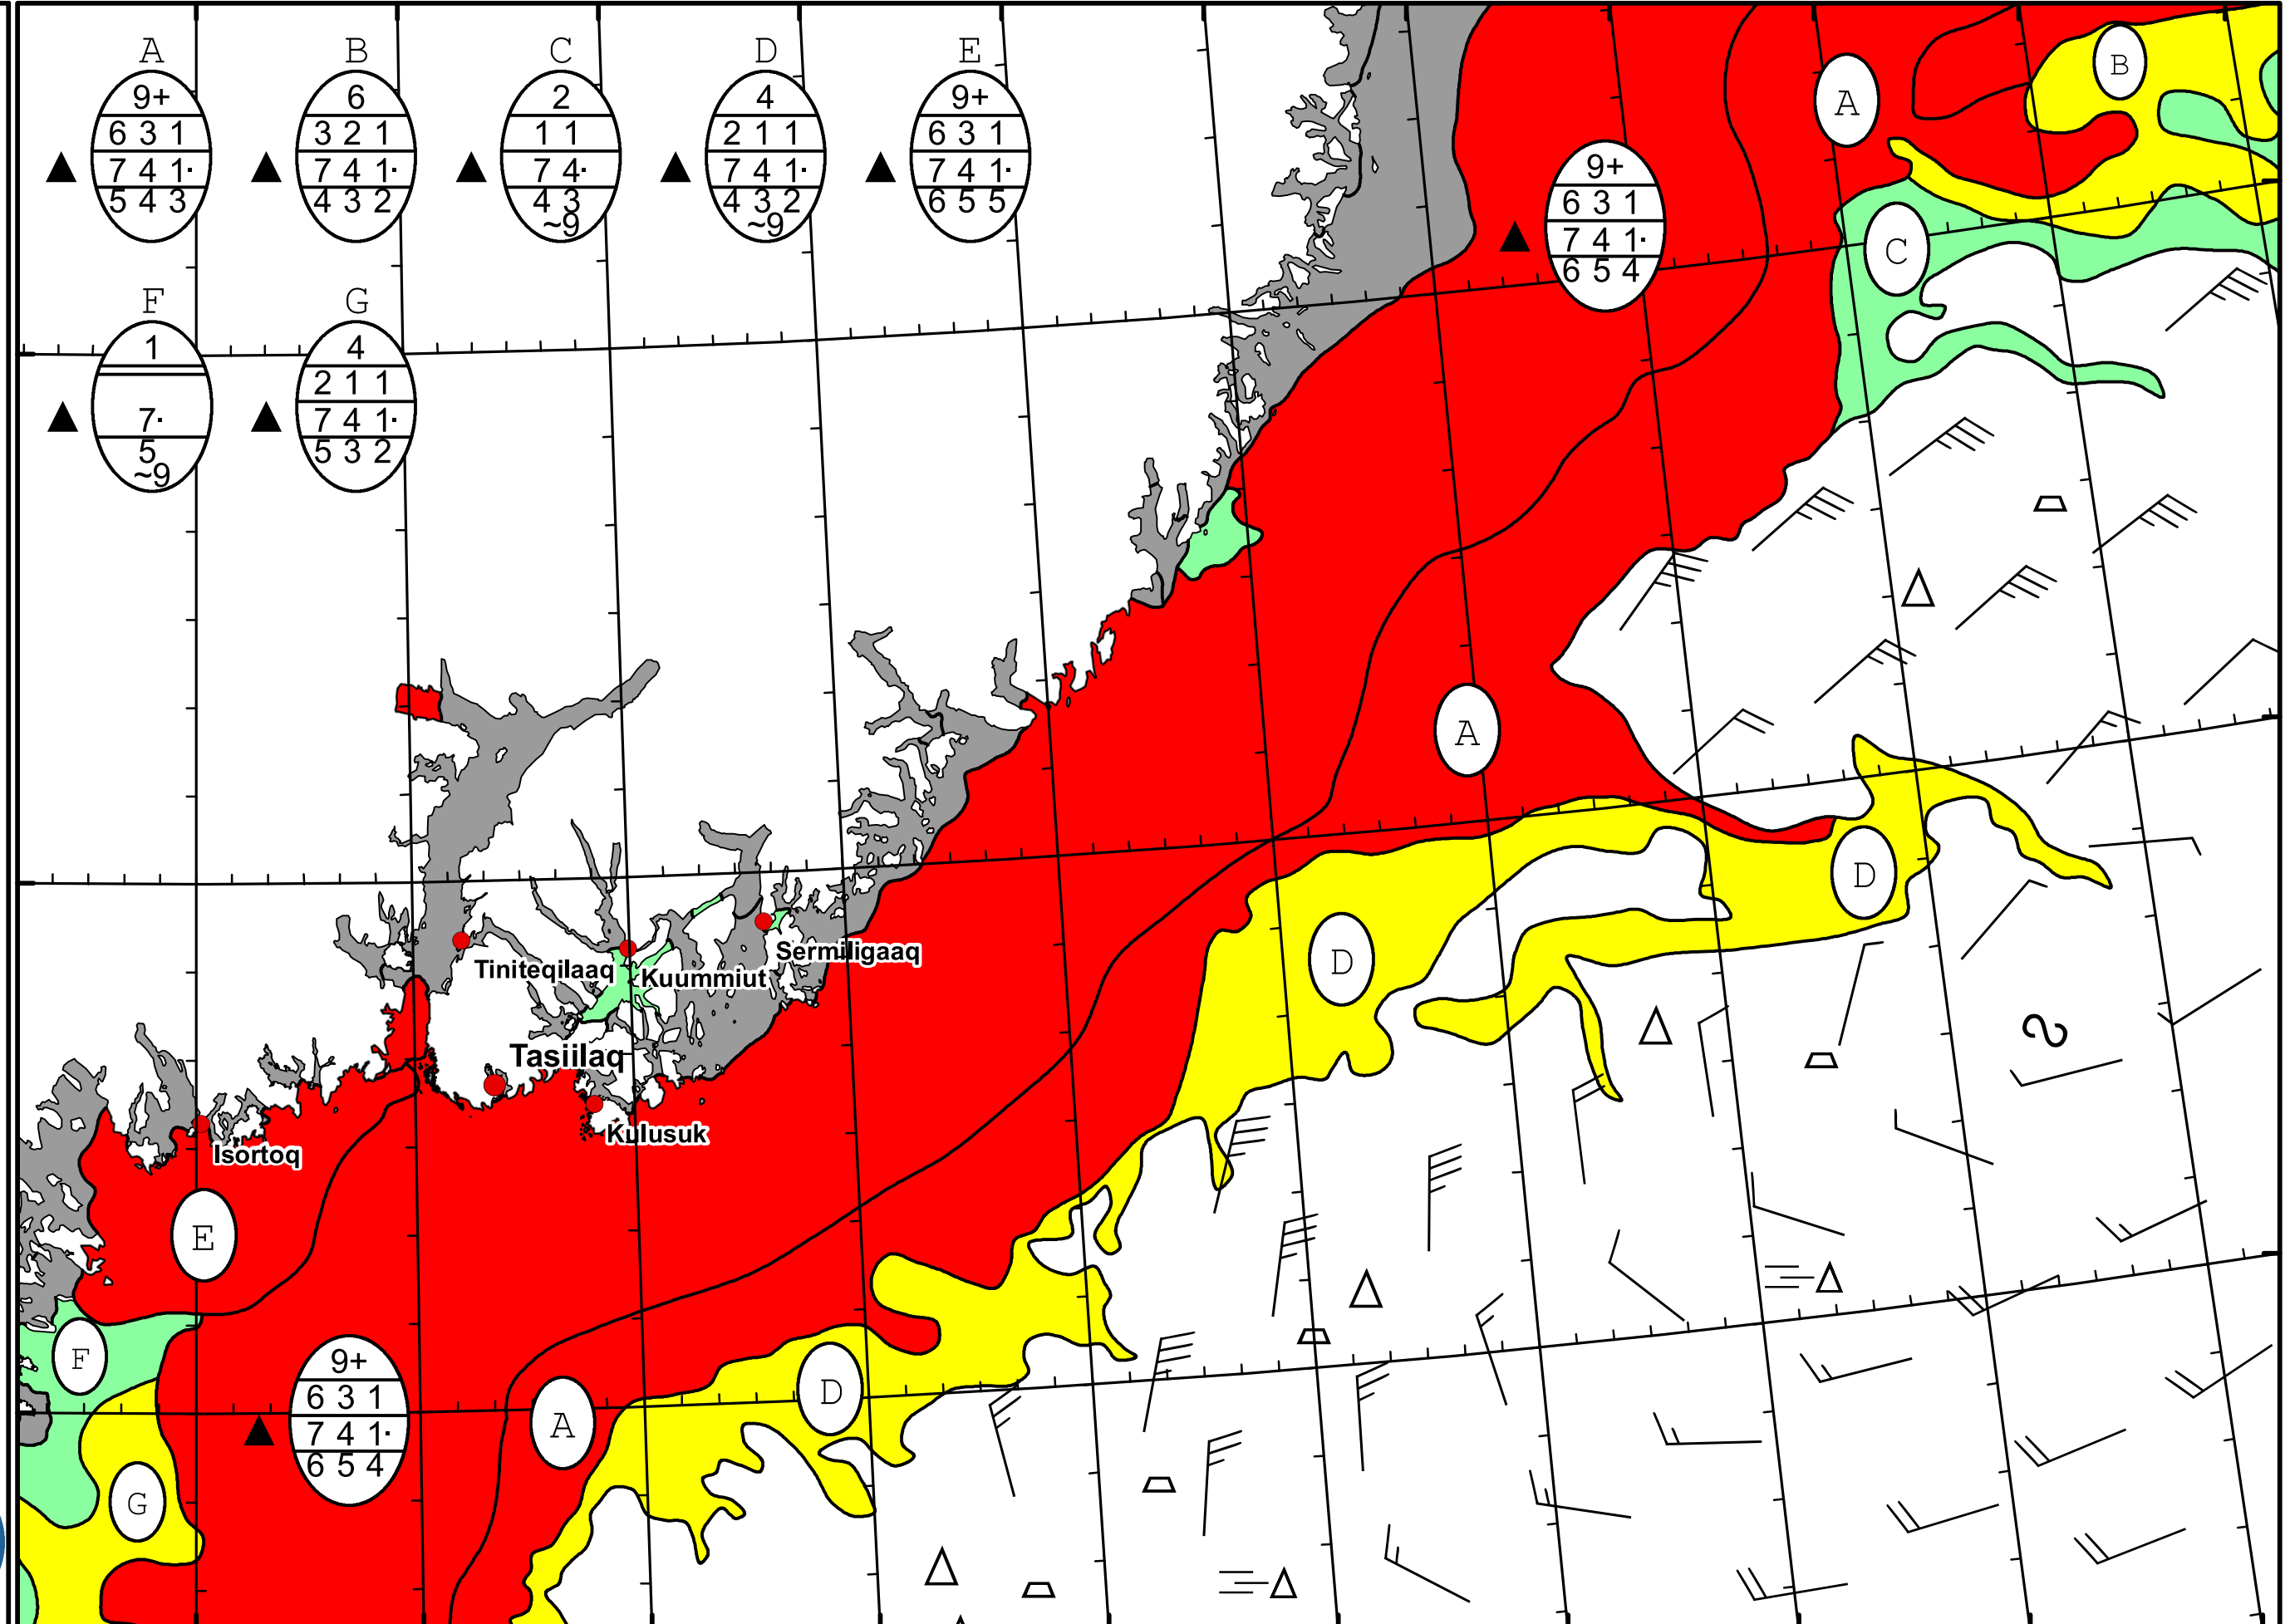 A B C D E
9+ 6 2 4 9+
6 3 1 3 2 1 1 1 2 1 1 6 3 1
7 4 1· 7 4 1· 7 4· 7 4 1· 7 4 1·
5 4 3 4 3 2 4 3 4 3 2 6 5 5
~9 ~9
B
A
9+
6 3 1
7 4 1·
6 5 4
C
F G
1 4
2 1 1
7· 7 4 1·
5 5 3 2
~9
A
D
D
Sermiligaaq
Tiniteqilaaq
Kuummiut
Tasiilaq
Kulusuk
Isortoq
E
F
9+
6 3 1
7 4 1·
6 5 4
D
A
G